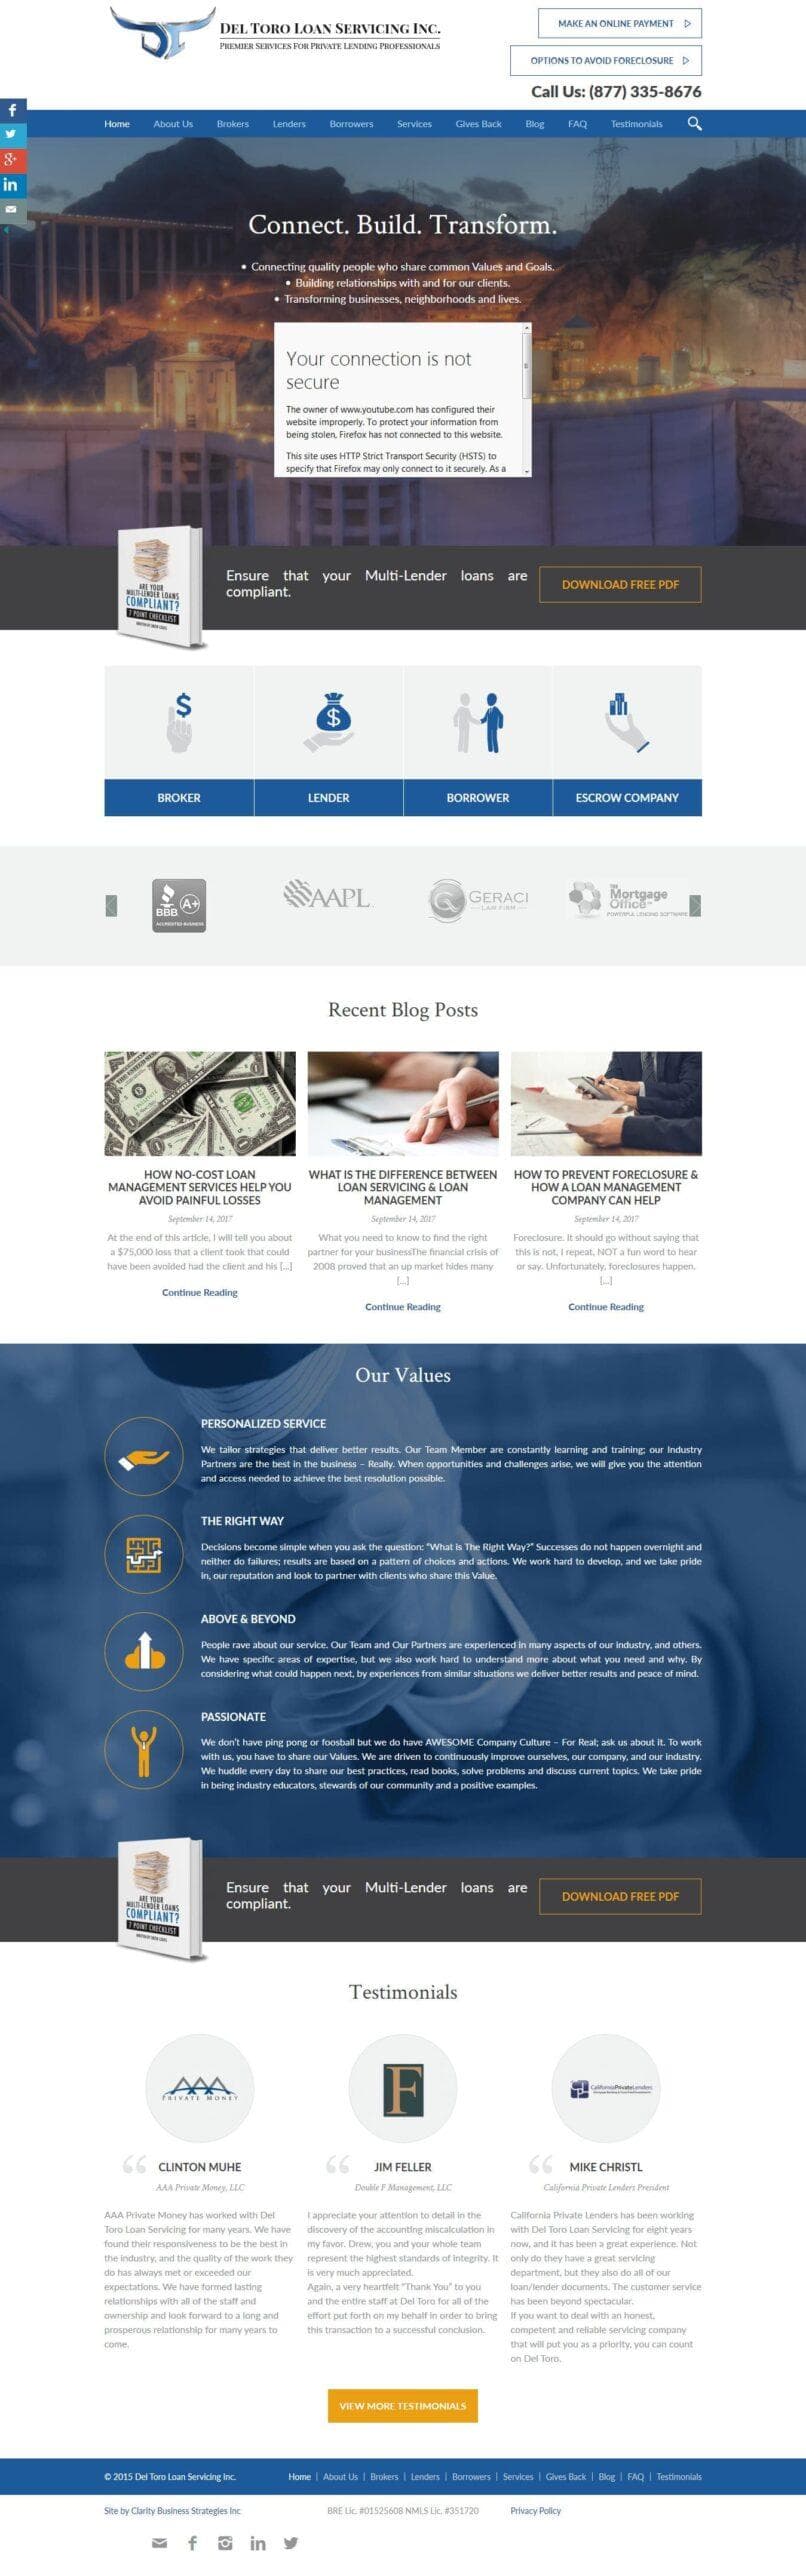 DEL TORO LOAN SERVICING INC.
PREMIER SERVICES FOR PRIVATE LENDING PROFESSIONALS
MAKE AN ONLINE PAYMENT
OPTIONS TO AVOID FORECLOSURE
Call Us: (877) 335-8676
Home About Us Brokers Lenders Borrowers Services Gives Back Blog FAQ Testimonials
Connect. Build. Transform.
• Connecting quality people who share common Values and Goals.
• Building relationships with and for our clients.
• Transforming businesses, neighborhoods and lives.
Your connection is not
secure
The owner of www.youtube.com has configured their
website improperly. To protect your information from
being stolen, Firefox has not connected to this website.
This site uses HTTP Strict Transport Security (HSTS) to
specify that Firefox may only connect to it securely. As a
ARE YOUR
MULTI-LENDER LOANS
COMPLIANT?
7 POINT CHECKLIST
Ensure that your Multi-Lender loans are
compliant.
DOWNLOAD FREE PDF
BROKER
LENDER
BORROWER
ESCROW COMPANY
BBB A+
ACCREDITED BUSINESS
AAPL
GERACI
LAW FIRM
THE
Mortgage
Office™
POWERFUL LENDING SOFTWARE
Recent Blog Posts
HOW NO-COST LOAN
MANAGEMENT SERVICES HELP YOU
AVOID PAINFUL LOSSES
September 14, 2017
At the end of this article, I will tell you about
a $75,000 loss that a client took that could
have been avoided had the client and his [...]
Continue Reading
WHAT IS THE DIFFERENCE BETWEEN
LOAN SERVICING & LOAN
MANAGEMENT
September 14, 2017
What you need to know to find the right
partner for your businessThe financial crisis of
2008 proved that an up market hides many
[...]
Continue Reading
HOW TO PREVENT FORECLOSURE &
HOW A LOAN MANAGEMENT
COMPANY CAN HELP
September 14, 2017
Foreclosure. It should go without saying that
this is not, I repeat, NOT a fun word to hear
or say. Unfortunately, foreclosures happen.
[...]
Continue Reading
Our Values
PERSONALIZED SERVICE
We tailor strategies that deliver better results. Our Team Member are constantly learning and training; our Industry
Partners are the best in the business – Really. When opportunities and challenges arise, we will give you the attention
and access needed to achieve the best resolution possible.
THE RIGHT WAY
Decisions become simple when you ask the question: "What is The Right Way?" Successes do not happen overnight and
neither do failures; results are based on a pattern of choices and actions. We work hard to develop, and we take pride
in, our reputation and look to partner with clients who share this Value.
ABOVE & BEYOND
People rave about our service. Our Team and Our Partners are experienced in many aspects of our industry, and others.
We have specific areas of expertise, but we also work hard to understand more about what you need and why. By
considering what could happen next, by experiences from similar situations we deliver better results and peace of mind.
PASSIONATE
We don't have ping pong or foosball but we do have AWESOME Company Culture – For Real; ask us about it. To work
with us, you have to share our Values. We are driven to continuously improve ourselves, our company, and our industry.
We huddle every day to share our best practices, read books, solve problems and discuss current topics. We take pride
in being industry educators, stewards of our community and a positive examples.
ARE YOUR
MULTI-LENDER LOANS
COMPLIANT?
7 POINT CHECKLIST
Ensure that your Multi-Lender loans are
compliant.
DOWNLOAD FREE PDF
Testimonials
AAA
PRIVATE MONEY
F
CaliforniaPrivateLenders
CLINTON MUHE
AAA Private Money, LLC
AAA Private Money has worked with Del
Toro Loan Servicing for many years. We have
found their responsiveness to be the best in
the industry, and the quality of the work they
do has always met or exceeded our
expectations. We have formed lasting
relationships with all of the staff and
ownership and look forward to a long and
prosperous relationship for many years to
come.
JIM FELLER
Double F Management, LLC
I appreciate your attention to detail in the
discovery of the accounting miscalculation in
my favor. Drew, you and your whole team
represent the highest standards of integrity. It
is very much appreciated.
Again, a very heartfelt "Thank You" to you
and the entire staff at Del Toro for all of the
effort put forth on my behalf in order to bring
this transaction to a successful conclusion.
MIKE CHRISTL
California Private Lenders President
California Private Lenders has been working
with Del Toro Loan Servicing for eight years
now, and it has been a great experience. Not
only do they have a great servicing
department, but they also do all of our
loan/lender documents. The customer service
has been beyond spectacular.
If you want to deal with an honest,
competent and reliable servicing company
that will put you as a priority, you can count
on Del Toro.
VIEW MORE TESTIMONIALS
© 2015 Del Toro Loan Servicing Inc.
Home | About Us | Brokers | Lenders | Borrowers | Services | Gives Back | Blog | FAQ | Testimonials
Site by Clarity Business Strategies Inc
BRE Lic. #01525608 NMLS Lic. #351720
Privacy Policy